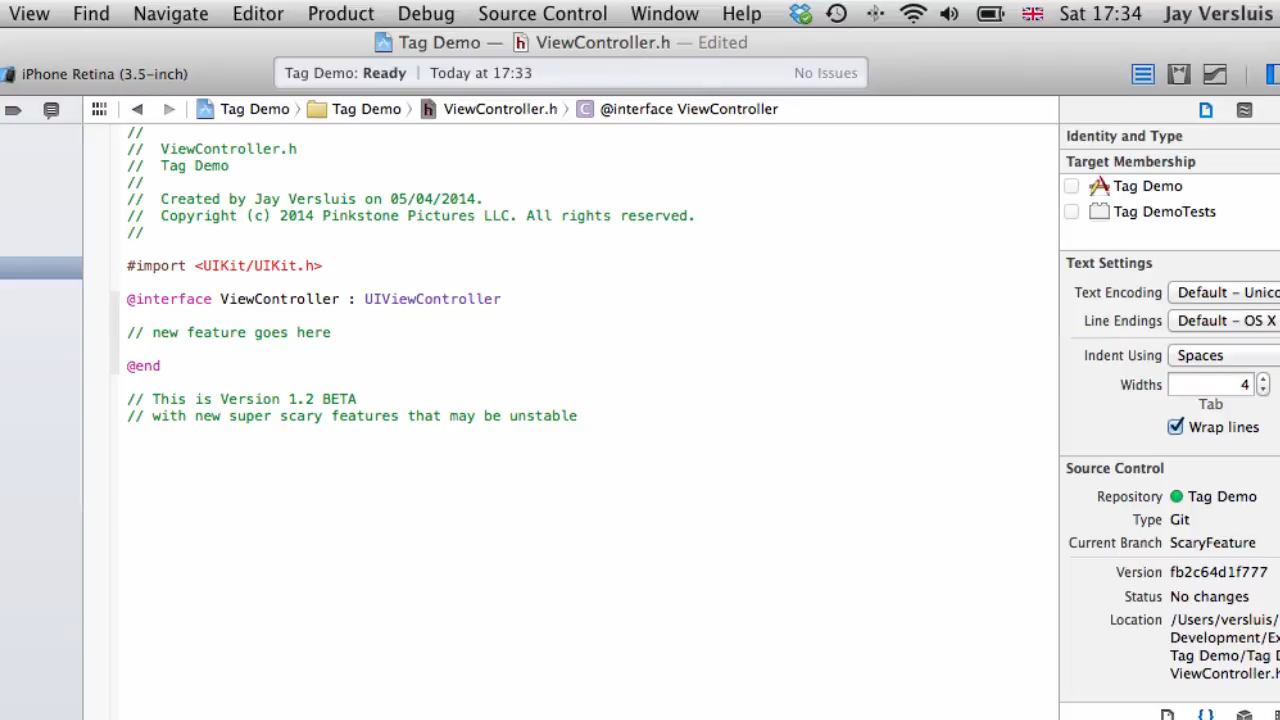 View Find Navigate Editor Product Debug Source Control Window Help Sat 17:34 Jay Versluis
Tag Demo — ViewController.h — Edited
iPhone Retina (3.5-inch)
Tag Demo: Ready | Today at 17:33 No Issues
Tag Demo Tag Demo ViewController.h @interface ViewController
//
// ViewController.h
// Tag Demo
//
// Created by Jay Versluis on 05/04/2014.
// Copyright (c) 2014 Pinkstone Pictures LLC. All rights reserved.
//
#import <UIKit/UIKit.h>
@interface ViewController : UIViewController
// new feature goes here
@end
// This is Version 1.2 BETA
// with new super scary features that may be unstable
Identity and Type
Target Membership
Tag Demo
Tag DemoTests
Text Settings
Text Encoding Default – Unico
Line Endings Default – OS X
Indent Using Spaces
Widths 4
Tab
Wrap lines
Source Control
Repository Tag Demo
Type Git
Current Branch ScaryFeature
Version fb2c64d1f777
Status No changes
Location /Users/versluis/
Development/Ex
Tag Demo/Tag D
ViewController.h